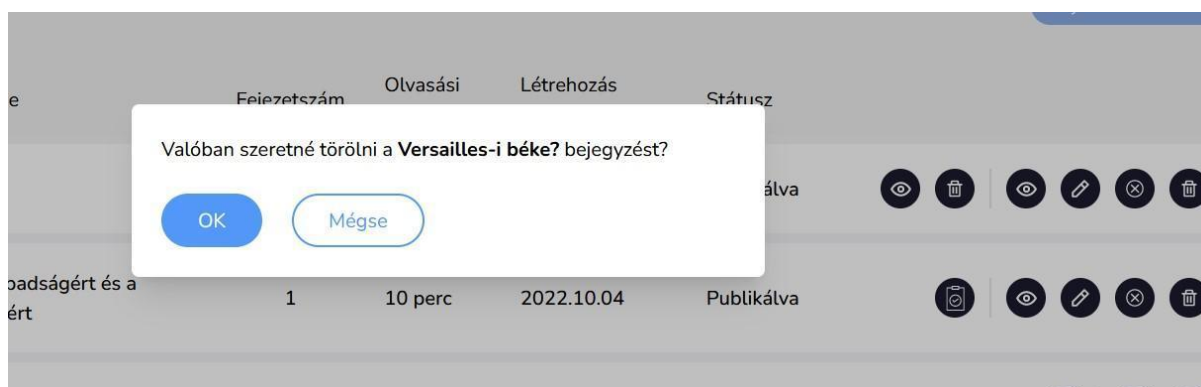 e Fejezetszám Olvasási Létrehozás Státusz
Valóban szeretné törölni a Versailles-i béke? bejegyzést?
OK Mégse
álva
badságért és a
ért
1 10 perc 2022.10.04 Publikálva